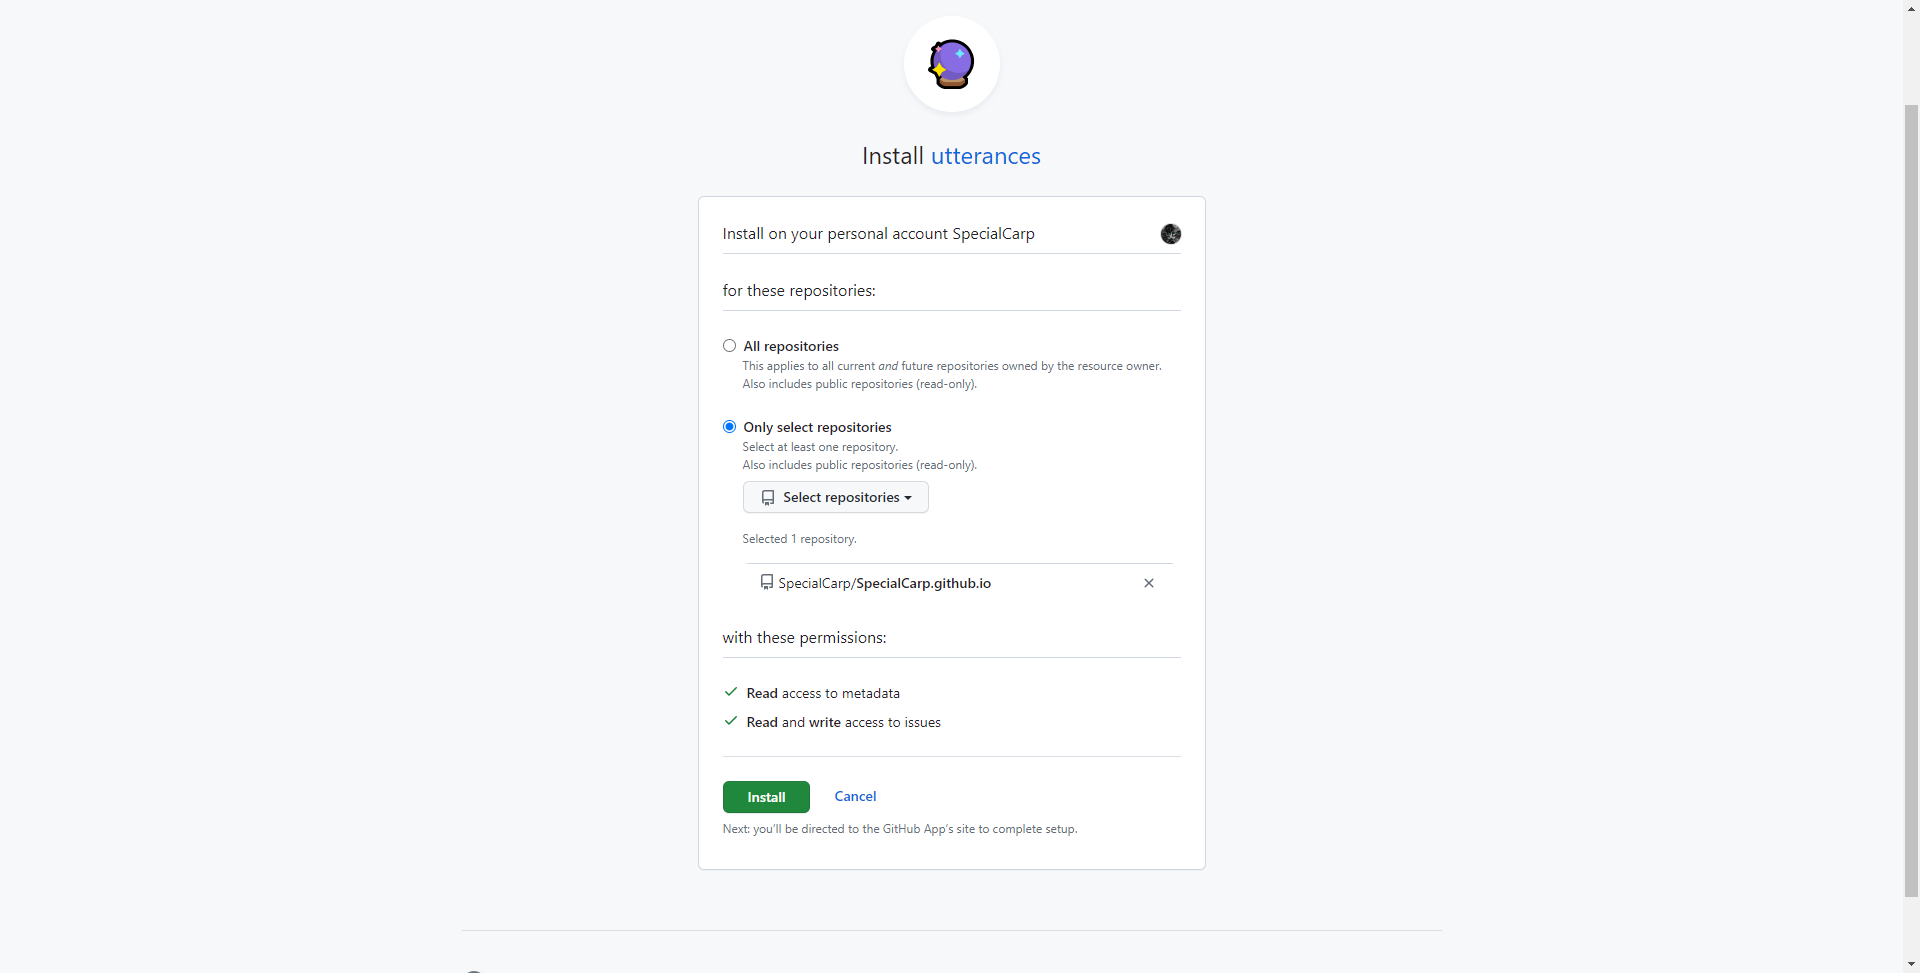 Install utterances
Install on your personal account SpecialCarp
for these repositories:
All repositories
This applies to all current and future repositories owned by the resource owner.
Also includes public repositories (read-only).
Only select repositories
Select at least one repository.
Also includes public repositories (read-only).
Select repositories
Selected 1 repository.
SpecialCarp/SpecialCarp.github.io
with these permissions:
Read access to metadata
Read and write access to issues
Install Cancel
Next: you'll be directed to the GitHub App's site to complete setup.